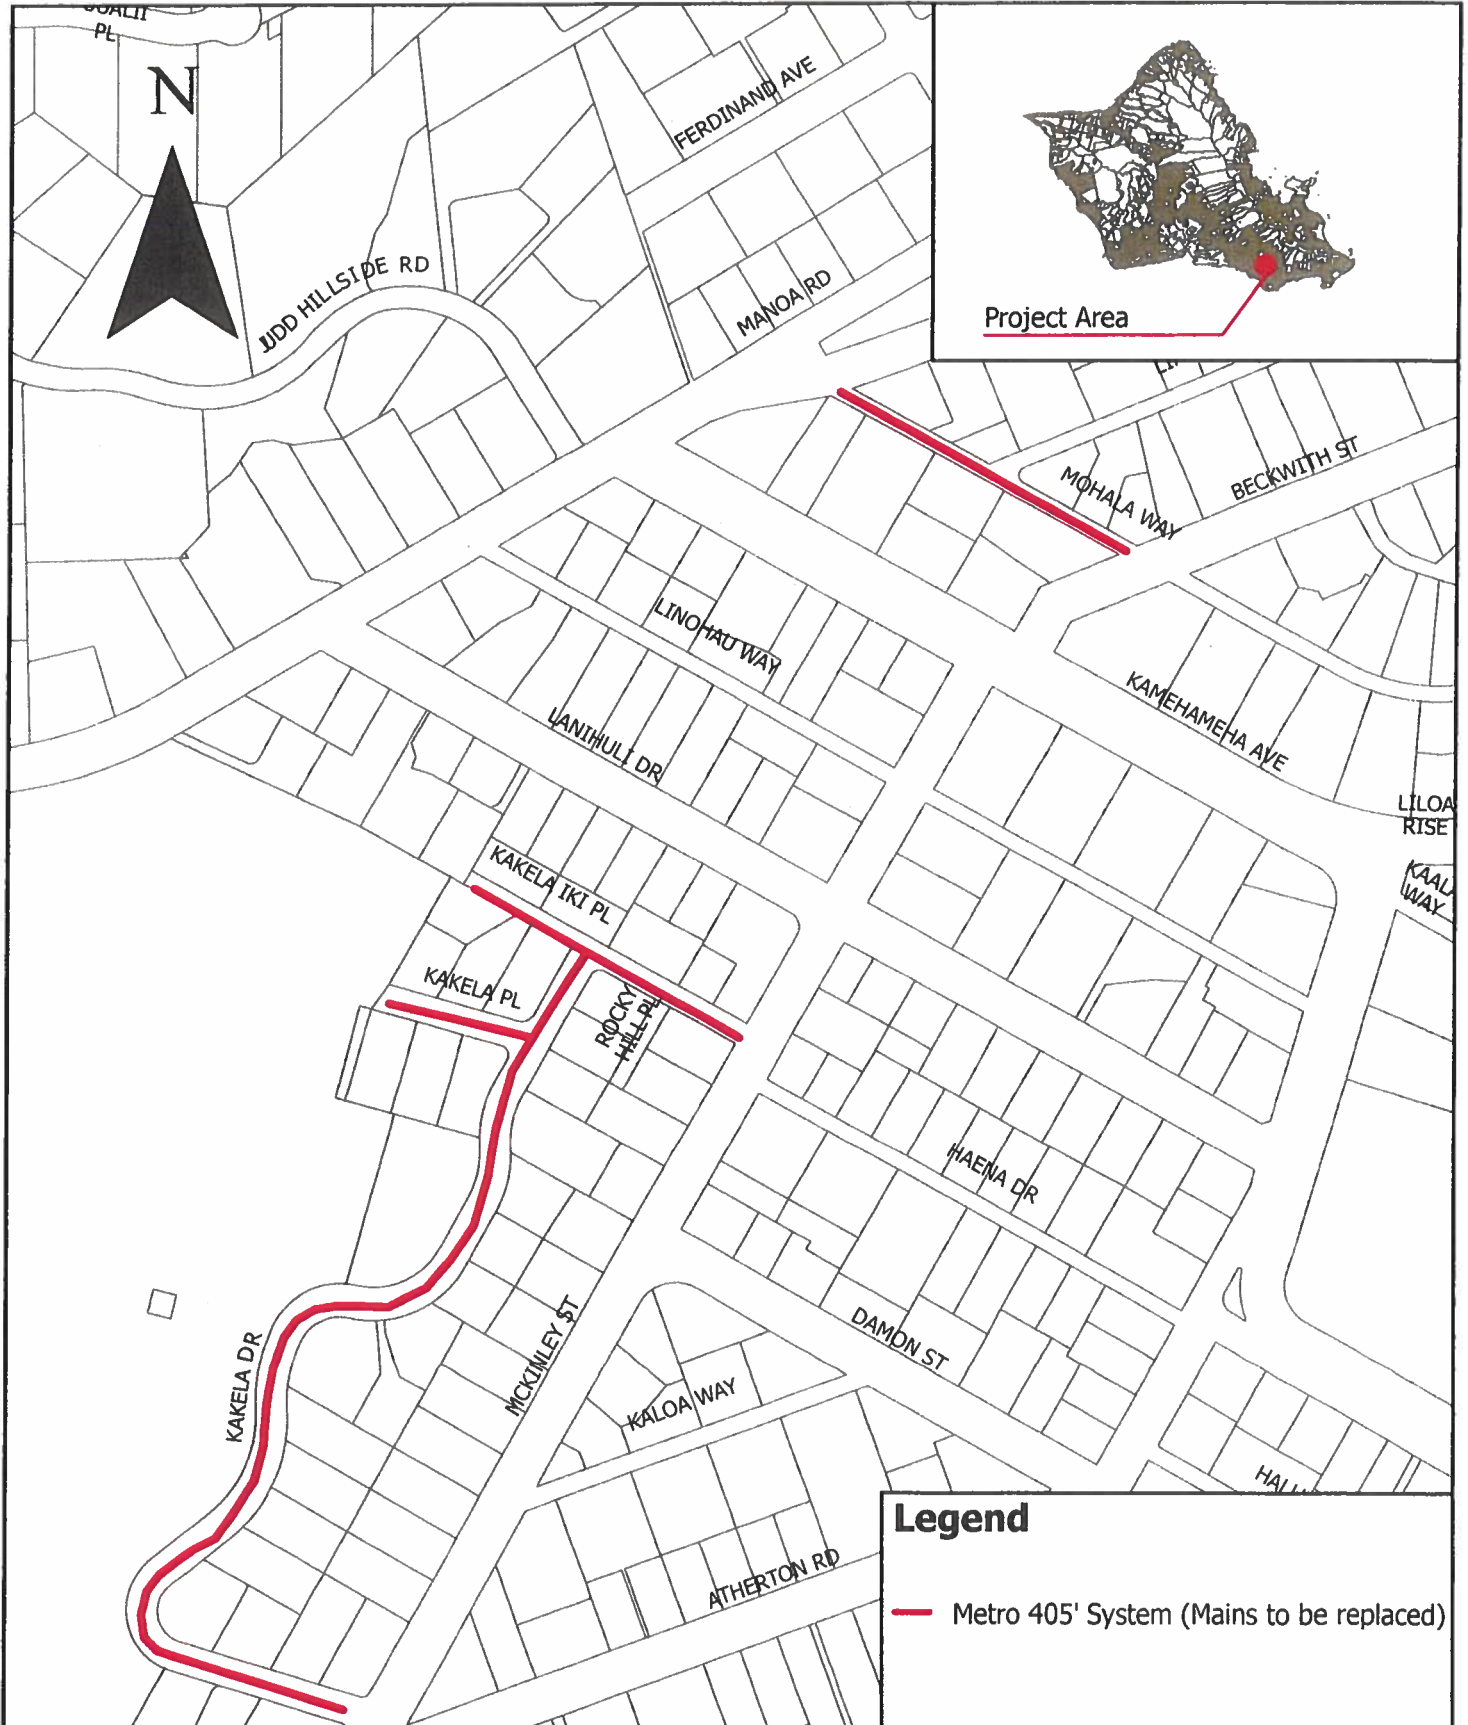 PL
N
FERDINAND AVE
JUDD HILLSIDE RD
MANOA RD
Project Area
MOHALA WAY
BECKWITH ST
LINOHAU WAY
KAMEHAMEHA AVE
LANIHULI DR
LILOA
RISE
KAKELA IKI PL
KAALA
WAY
KAKELA PL
ROCKY
HILL PL
HAENA DR
MCKINLEY ST
DAMON ST
KAKELA DR
KALOA WAY
ATHERTON RD
Legend
Metro 405' System (Mains to be replaced)